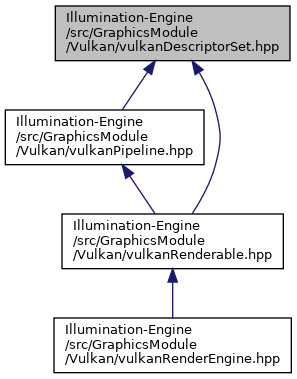 Illumination-Engine
/src/GraphicsModule
/Vulkan/vulkanDescriptorSet.hpp
Illumination-Engine
/src/GraphicsModule
/Vulkan/vulkanPipeline.hpp
Illumination-Engine
/src/GraphicsModule
/Vulkan/vulkanRenderable.hpp
Illumination-Engine
/src/GraphicsModule
/Vulkan/vulkanRenderEngine.hpp